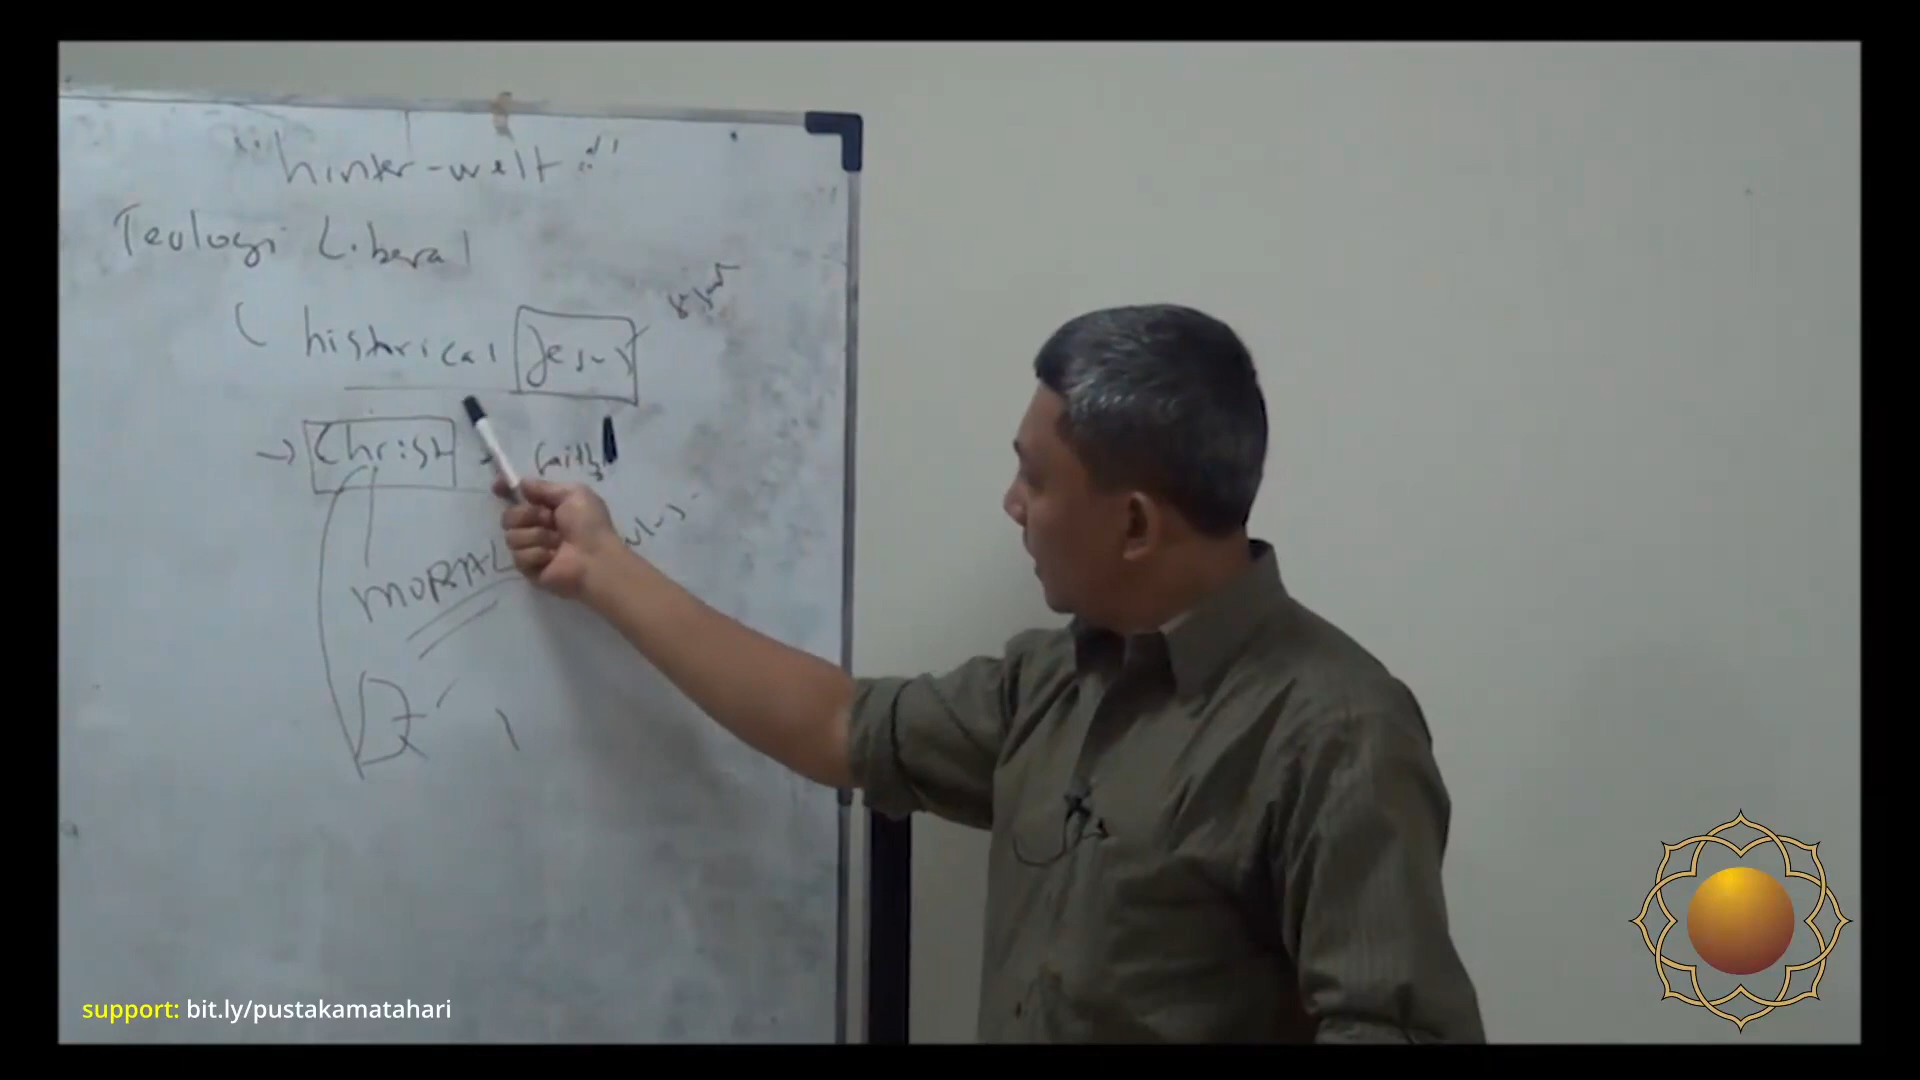 "hinter-welt"
Teologi Liberal
( historical Jesus
→ Christ faith
MORAL
support: bit.ly/pustakamatahari